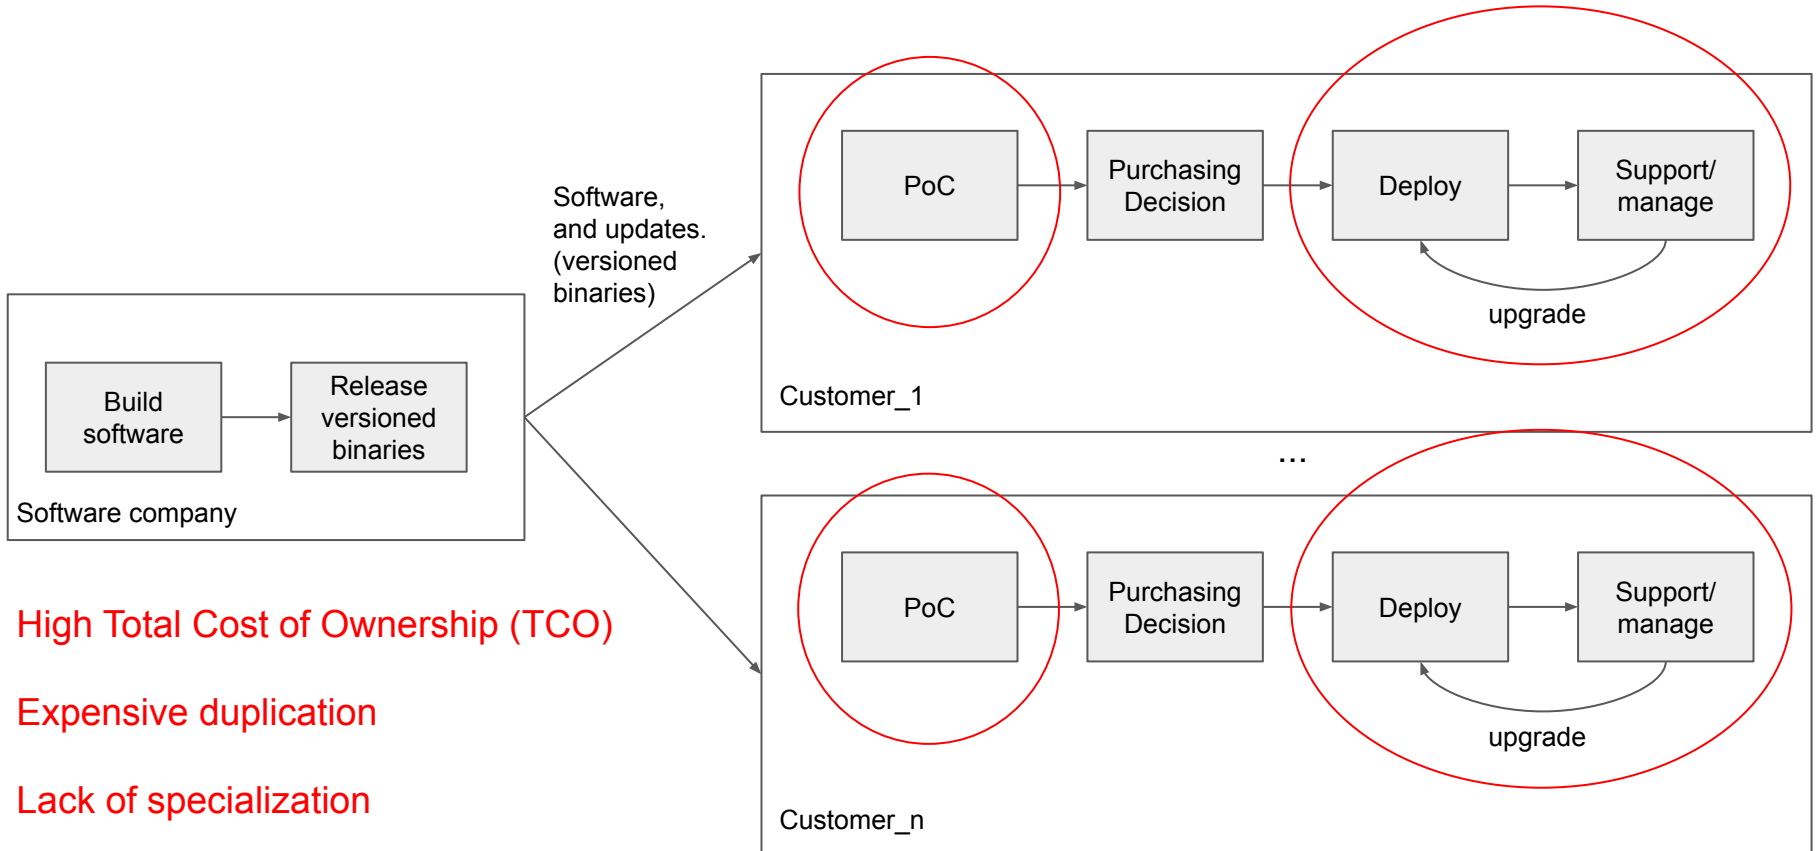 Software,
and updates.
(versioned
binaries)
Build
software
Release
versioned
binaries
Software company
High Total Cost of Ownership (TCO)
Expensive duplication
Lack of specialization
PoC
Purchasing
Decision
Deploy
Support/
manage
upgrade
Customer_1
...
PoC
Purchasing
Decision
Deploy
Support/
manage
upgrade
Customer_n